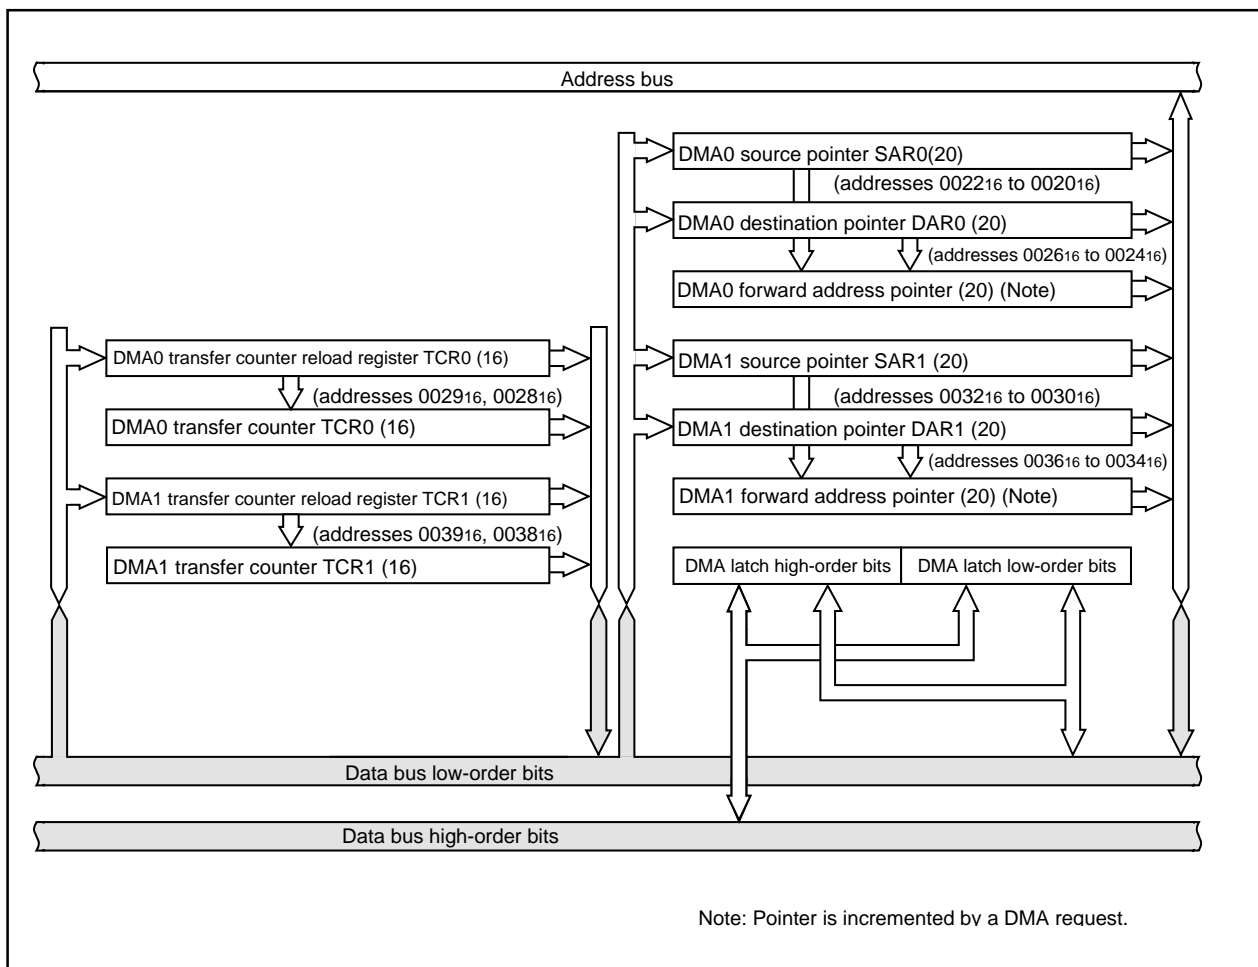 Address bus
DMA0 source pointer SAR0(20)
(addresses 002216 to 002016)
DMA0 destination pointer DAR0 (20)
(addresses 002616 to 002416)
DMA0 forward address pointer (20) (Note)
DMA0 transfer counter reload register TCR0 (16)
(addresses 002916, 002816)
DMA0 transfer counter TCR0 (16)
DMA1 transfer counter reload register TCR1 (16)
(addresses 003916, 003816)
DMA1 transfer counter TCR1 (16)
DMA1 source pointer SAR1 (20)
(addresses 003216 to 003016)
DMA1 destination pointer DAR1 (20)
(addresses 003616 to 003416)
DMA1 forward address pointer (20) (Note)
DMA latch high-order bits
DMA latch low-order bits
Data bus low-order bits
Data bus high-order bits
Note: Pointer is incremented by a DMA request.